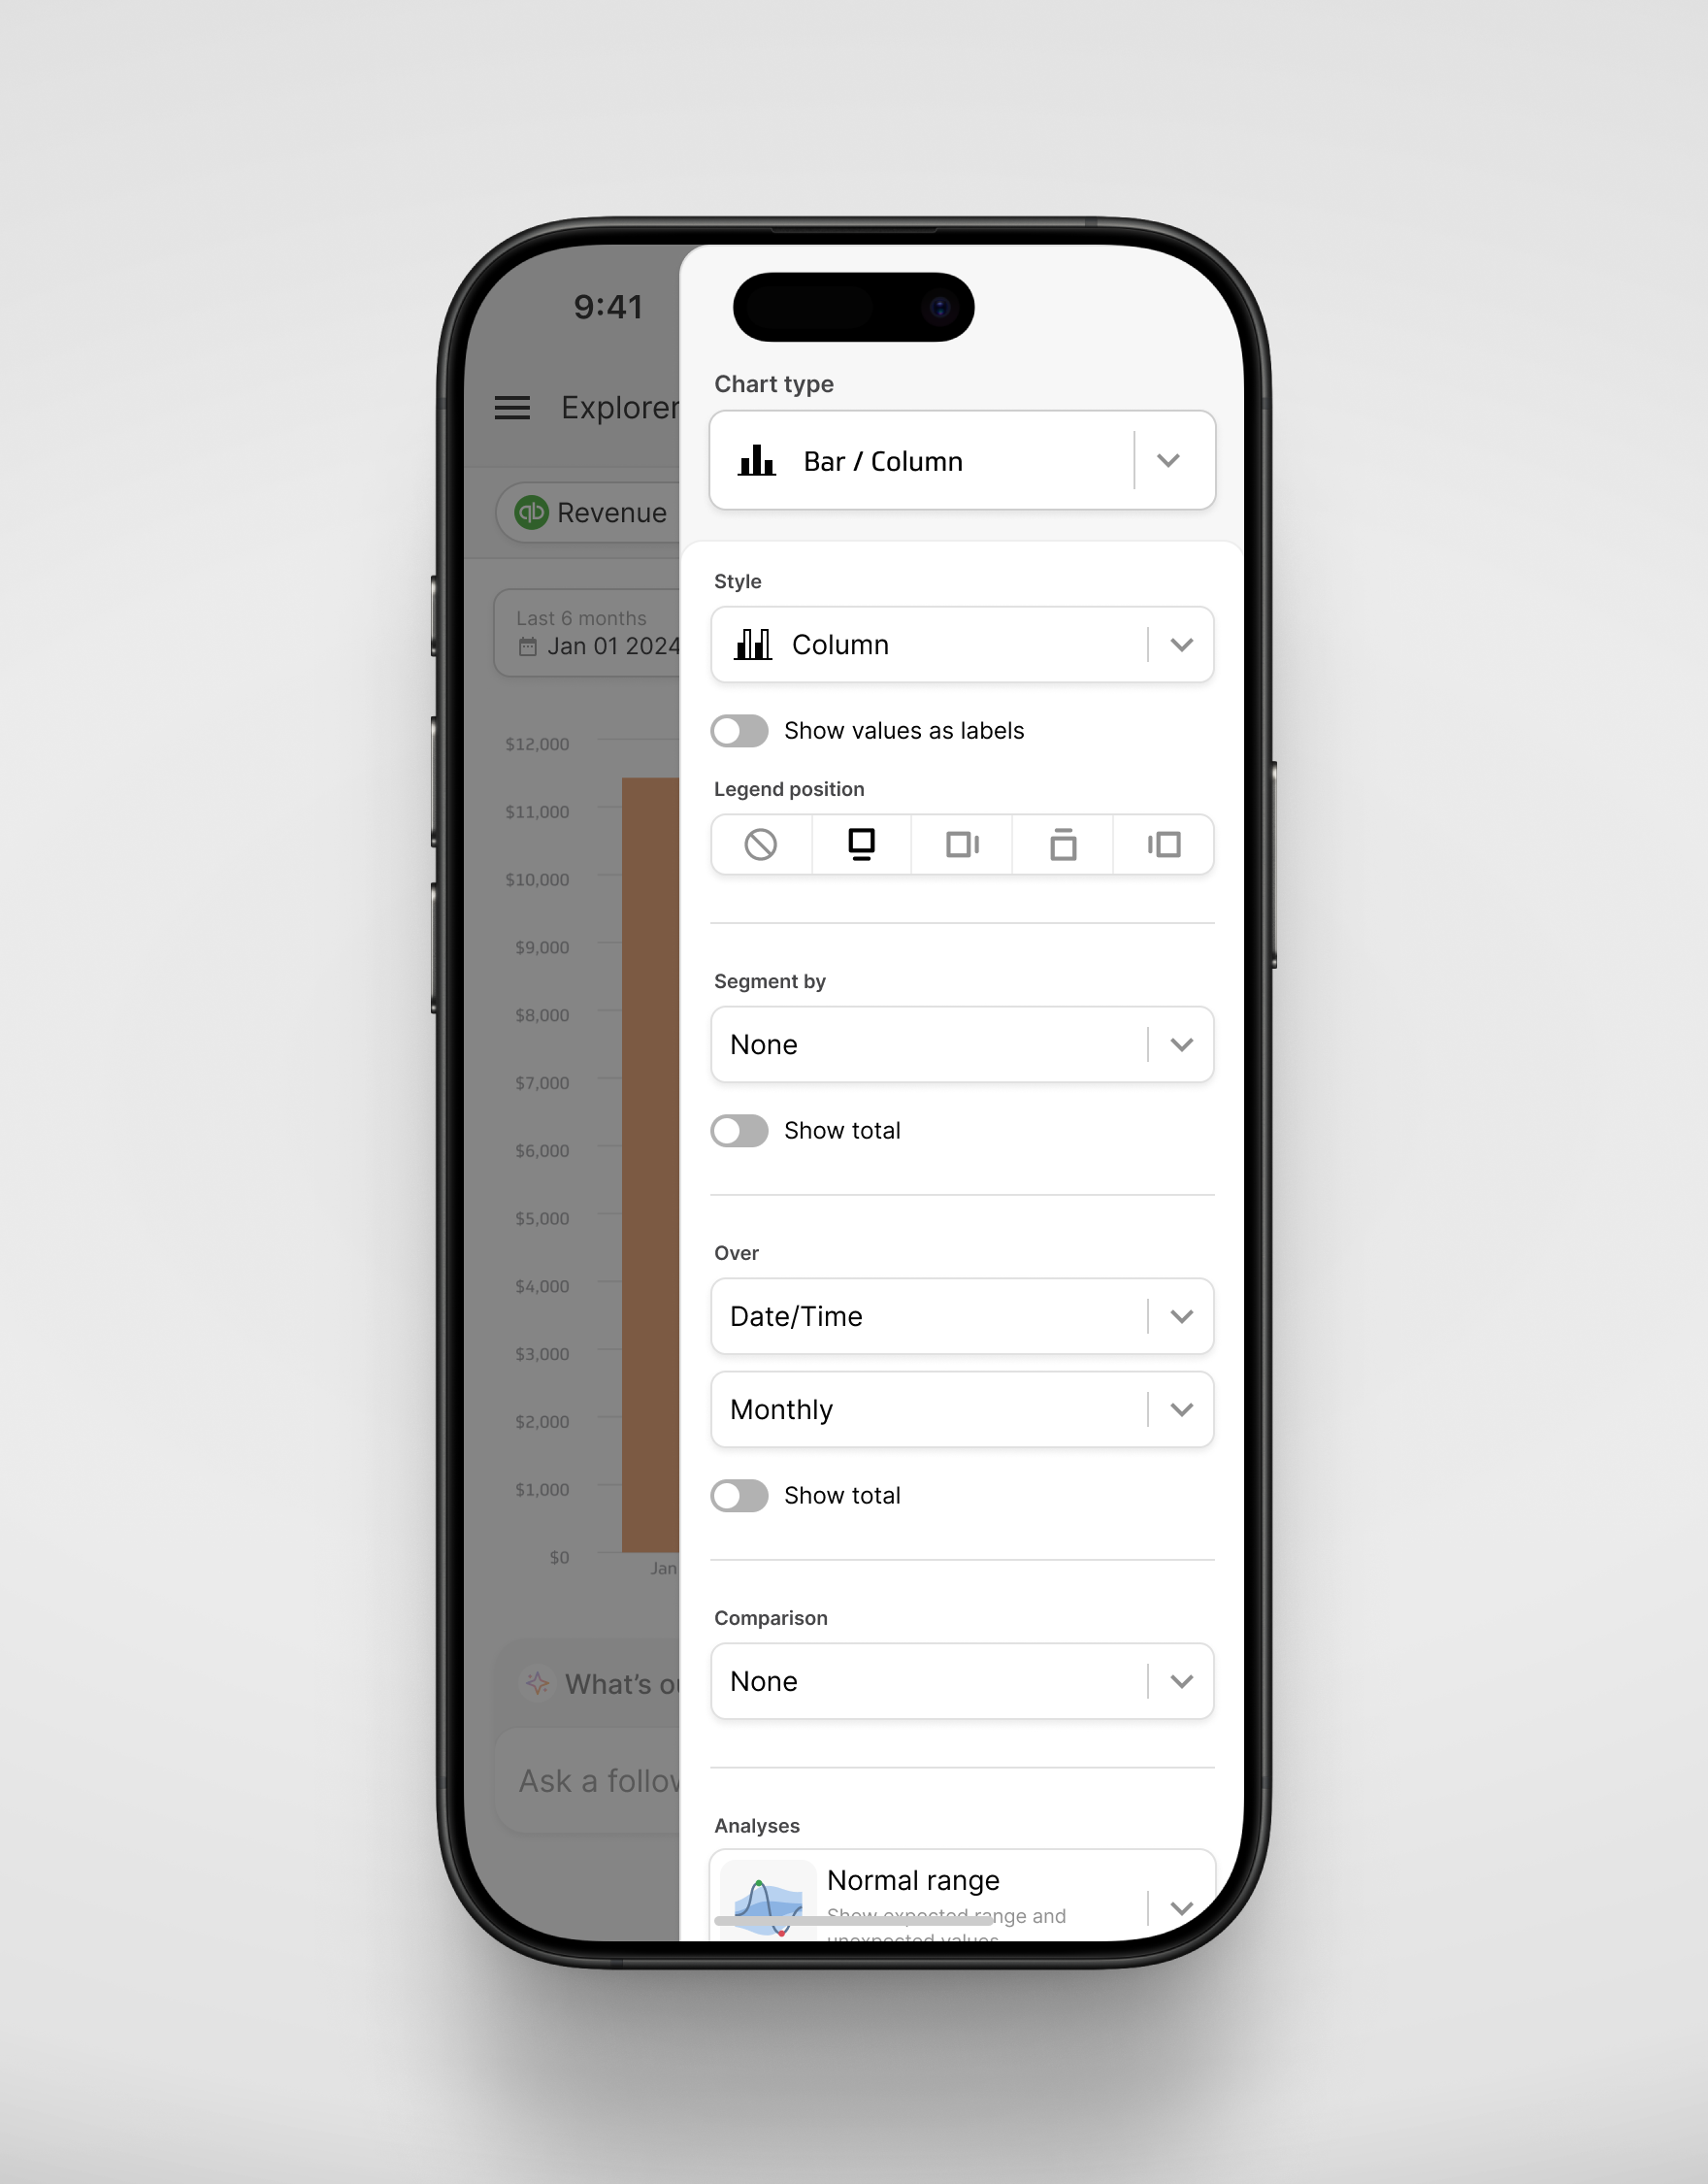 9:41
Explorer
qb Revenue
Last 6 months
Jan 01 2024
$12,000
$11,000
$10,000
$9,000
$8,000
$7,000
$6,000
$5,000
$4,000
$3,000
$2,000
$1,000
$0
Jan
What's
Ask a
Chart type
Bar / Column
Style
Column
Show values as labels
Legend position
Segment by
None
Show total
Over
Date/Time
Monthly
Show total
Comparison
None
Analyses
Normal range
Show expected range and
unexpected values